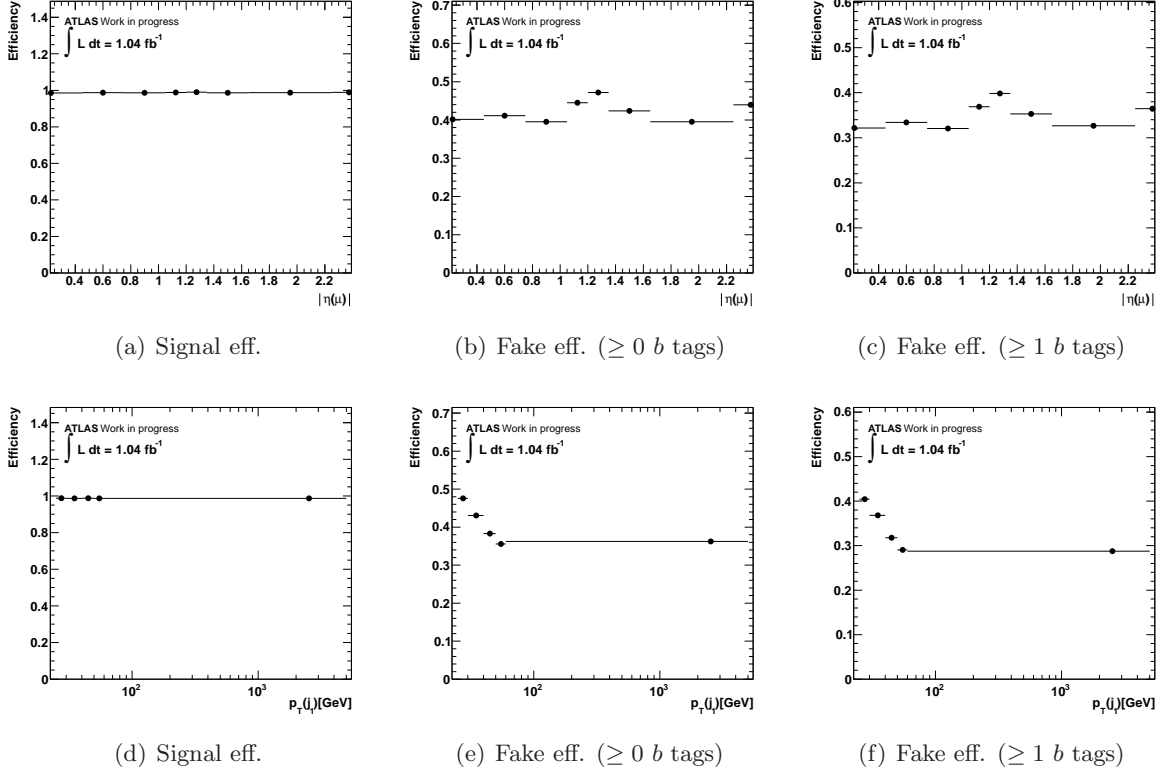 Efficiency
ATLAS Work in progress
∫ L dt = 1.04 fb⁻¹
1.4
1.2
1
0.8
0.6
0.4
0.2
0
0.4 0.6 0.8 1 1.2 1.4 1.6 1.8 2 2.2
|η(μ)|
(a) Signal eff.
Efficiency
ATLAS Work in progress
∫ L dt = 1.04 fb⁻¹
0.7
0.6
0.5
0.4
0.3
0.2
0.1
0
0.4 0.6 0.8 1 1.2 1.4 1.6 1.8 2 2.2
|η(μ)|
(b) Fake eff. (≥ 0 b tags)
Efficiency
ATLAS Work in progress
∫ L dt = 1.04 fb⁻¹
0.6
0.5
0.4
0.3
0.2
0.1
0
0.4 0.6 0.8 1 1.2 1.4 1.6 1.8 2 2.2
|η(μ)|
(c) Fake eff. (≥ 1 b tags)
Efficiency
ATLAS Work in progress
∫ L dt = 1.04 fb⁻¹
1.4
1.2
1
0.8
0.6
0.4
0.2
0
10² 10³
p_T(j₁)[GeV]
(d) Signal eff.
Efficiency
ATLAS Work in progress
∫ L dt = 1.04 fb⁻¹
0.7
0.6
0.5
0.4
0.3
0.2
0.1
0
10² 10³
p_T(j₁)[GeV]
(e) Fake eff. (≥ 0 b tags)
Efficiency
ATLAS Work in progress
∫ L dt = 1.04 fb⁻¹
0.6
0.5
0.4
0.3
0.2
0.1
0
10² 10³
p_T(j₁)[GeV]
(f) Fake eff. (≥ 1 b tags)